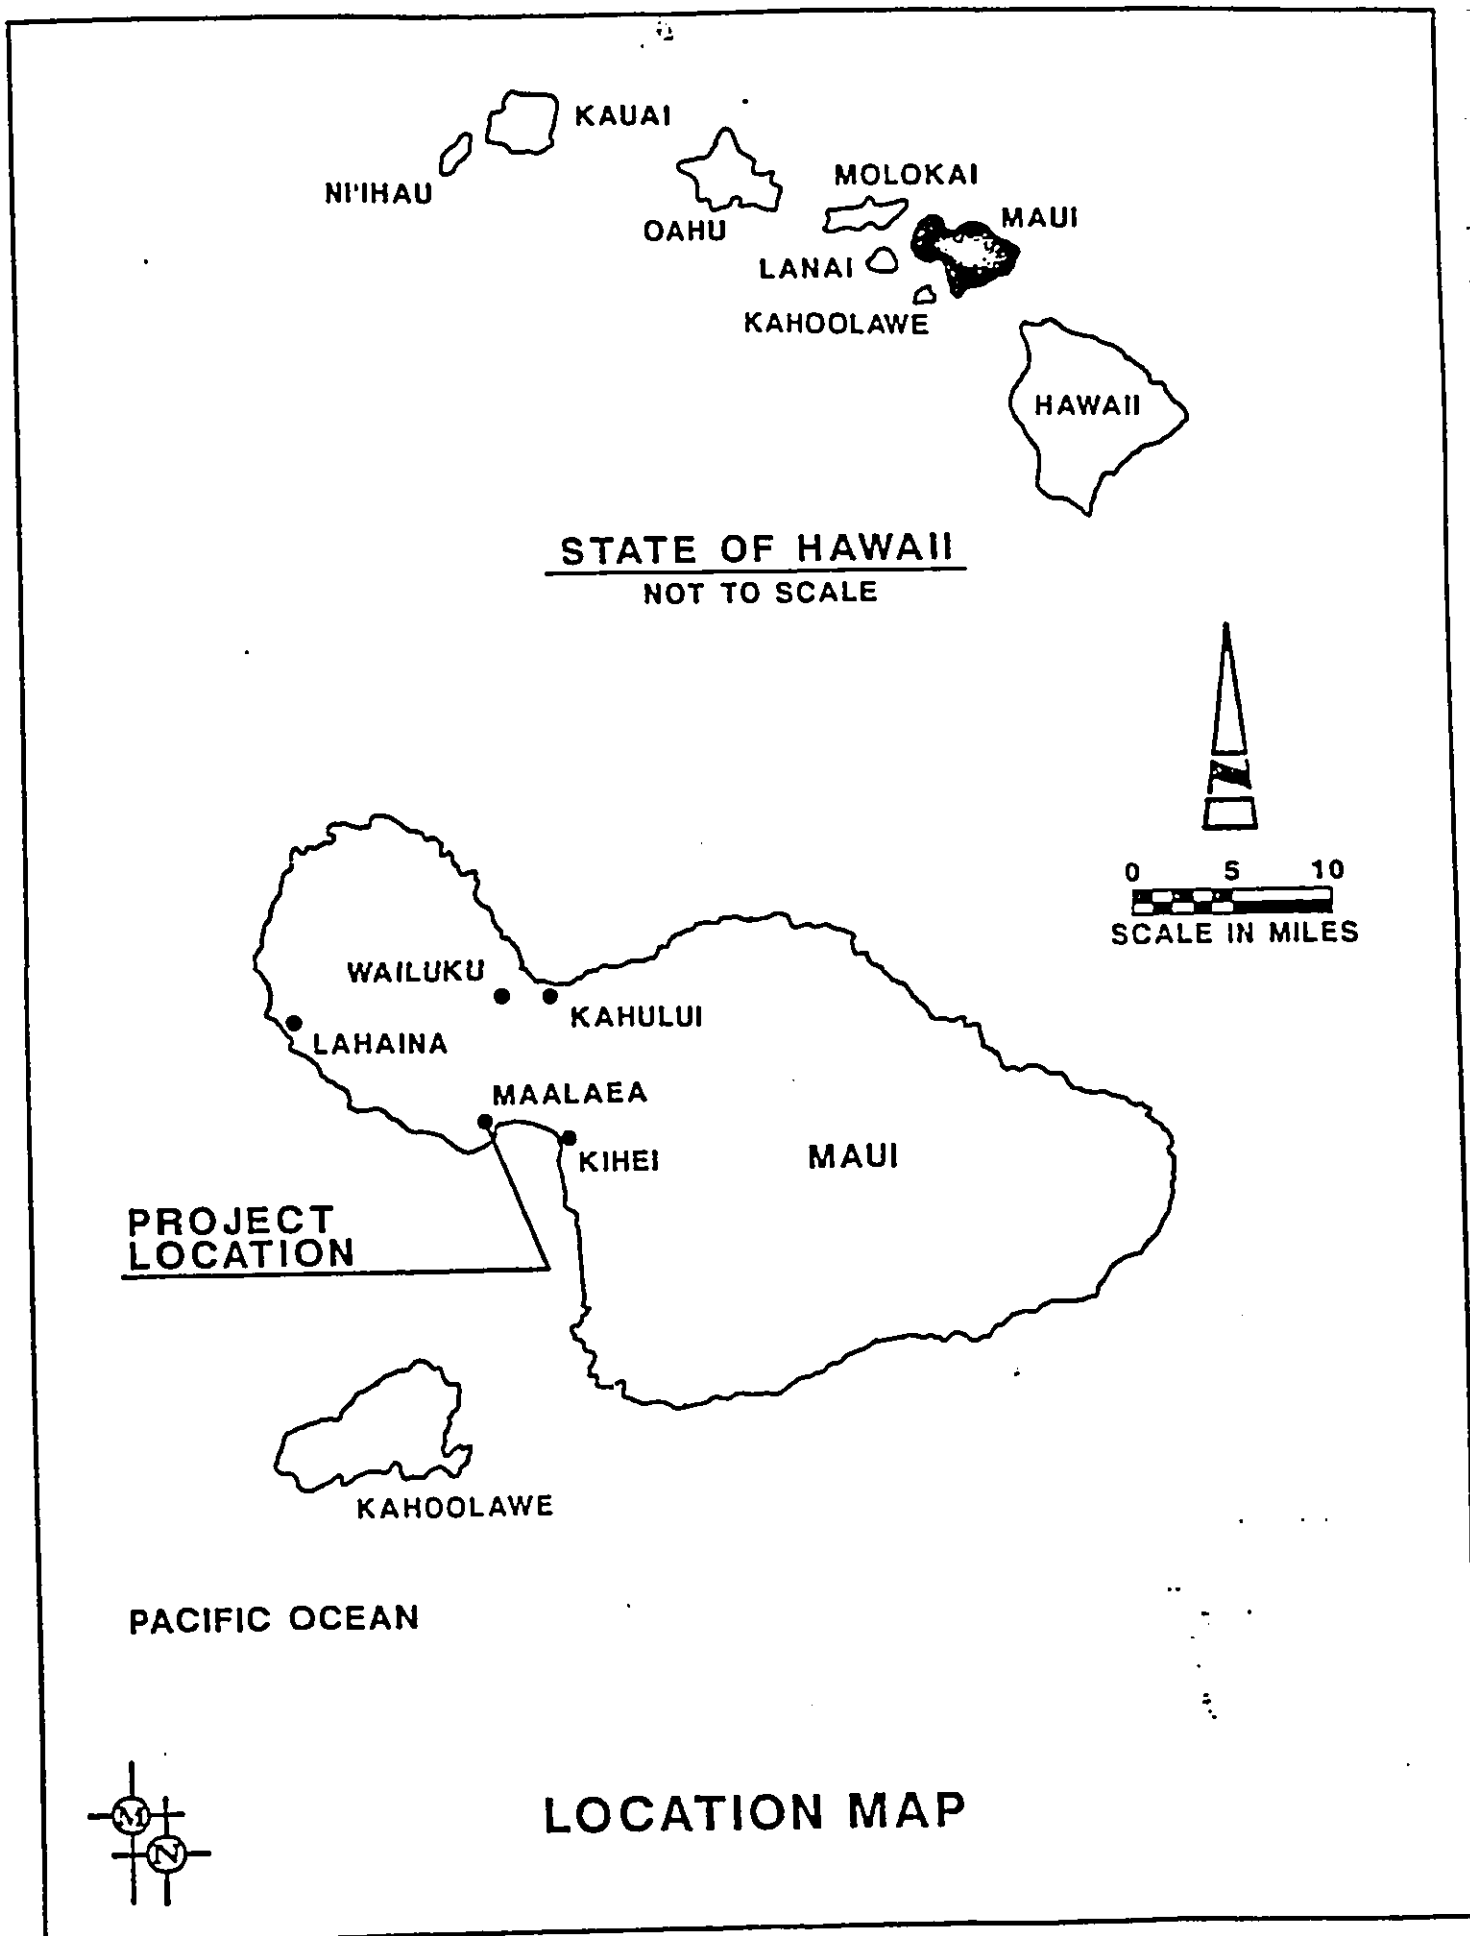 KAUAI
NI'IHAU
OAHU
MOLOKAI
MAUI
LANAI
KAHOOLAWE
HAWAII
STATE OF HAWAII
NOT TO SCALE
N
0 5 10
SCALE IN MILES
WAILUKU
KAHULUI
LAHAINA
MAALAEA
KIHEI
MAUI
PROJECT
LOCATION
KAHOOLAWE
PACIFIC OCEAN
LOCATION MAP
M
N